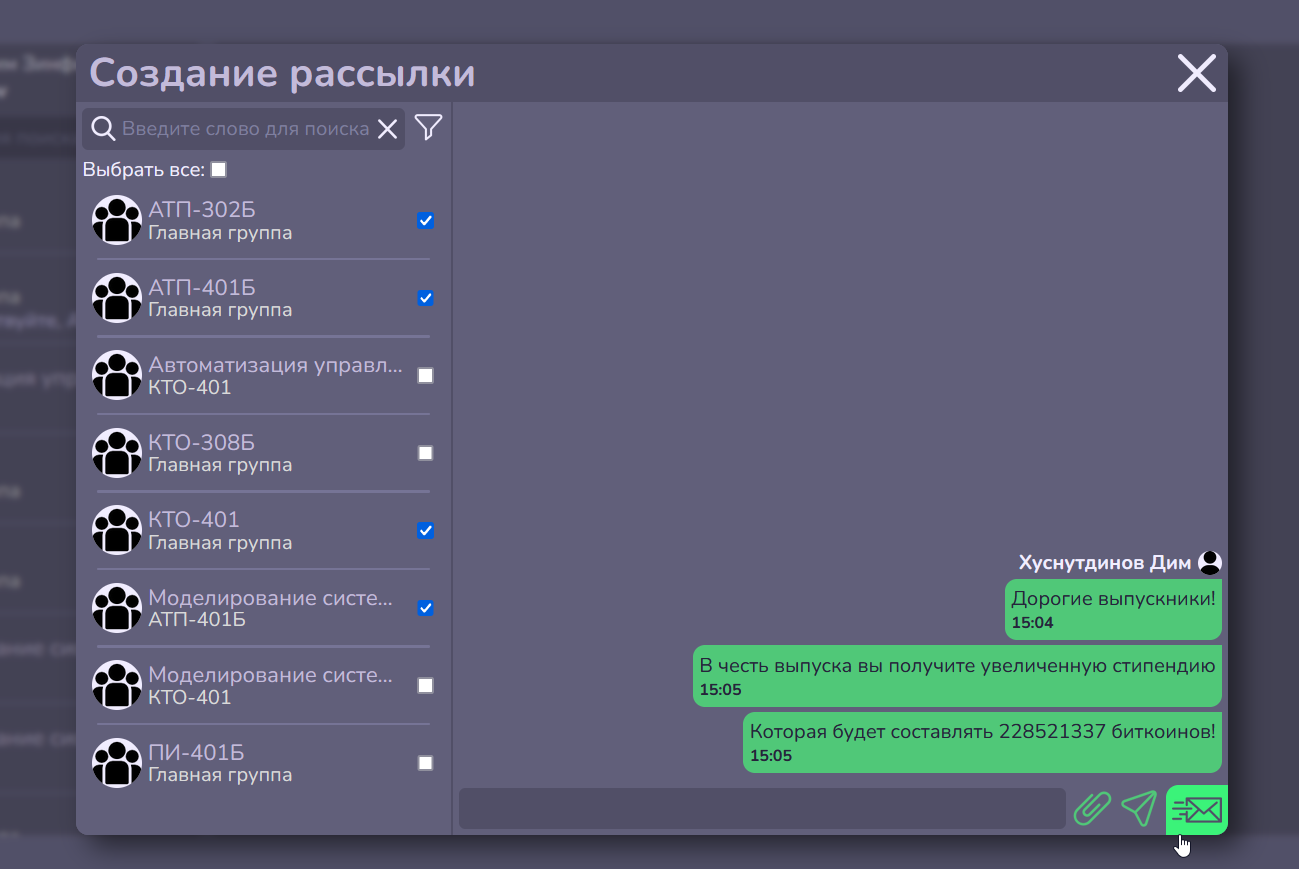 Создание рассылки
Введите слово для поиска
Выбрать все:
АТП-302Б
Главная группа
АТП-401Б
Главная группа
Автоматизация управл...
КТО-401
КТО-308Б
Главная группа
КТО-401
Главная группа
Моделирование систе...
АТП-401Б
Моделирование систе...
КТО-401
ПИ-401Б
Главная группа
Хуснутдинов Дим
Дорогие выпускники!
15:04
В честь выпуска вы получите увеличенную стипендию
15:05
Которая будет составлять 228521337 биткоинов!
15:05